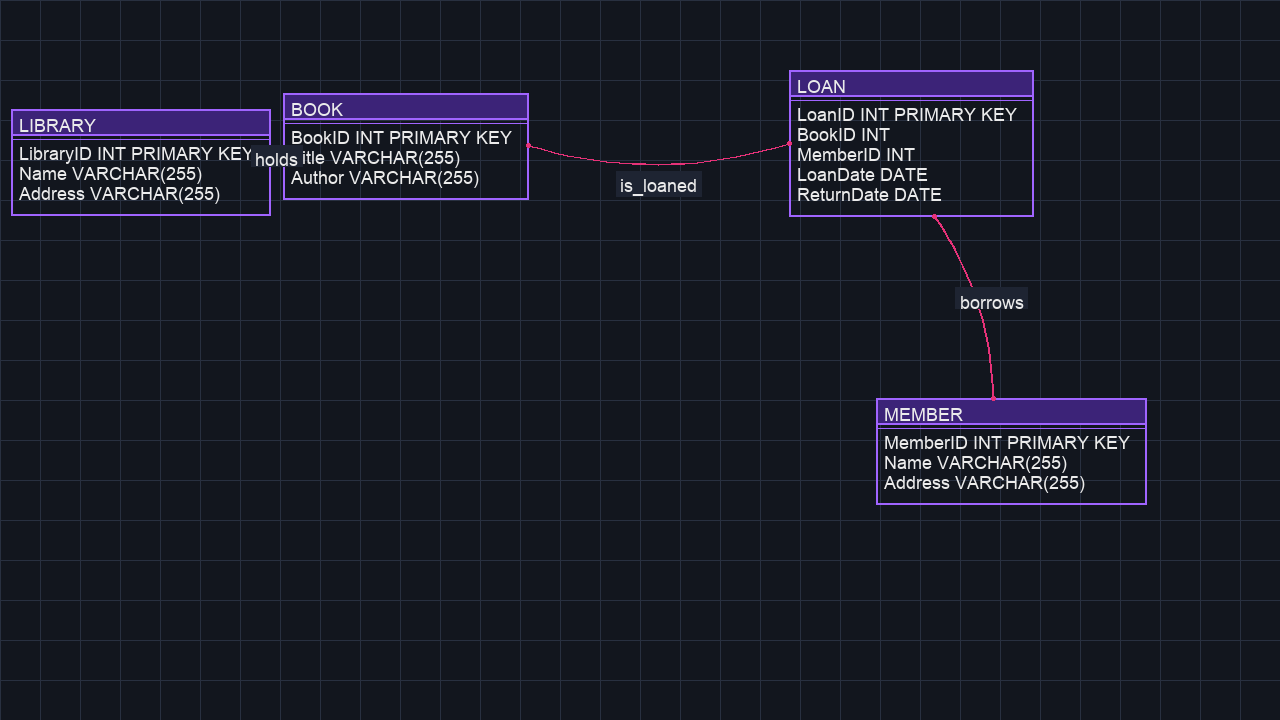 LIBRARY
LibraryID INT PRIMARY KEY
Name VARCHAR(255)
Address VARCHAR(255)
holds
BOOK
BookID INT PRIMARY KEY
itle VARCHAR(255)
Author VARCHAR(255)
is_loaned
LOAN
LoanID INT PRIMARY KEY
BookID INT
MemberID INT
LoanDate DATE
ReturnDate DATE
borrows
MEMBER
MemberID INT PRIMARY KEY
Name VARCHAR(255)
Address VARCHAR(255)